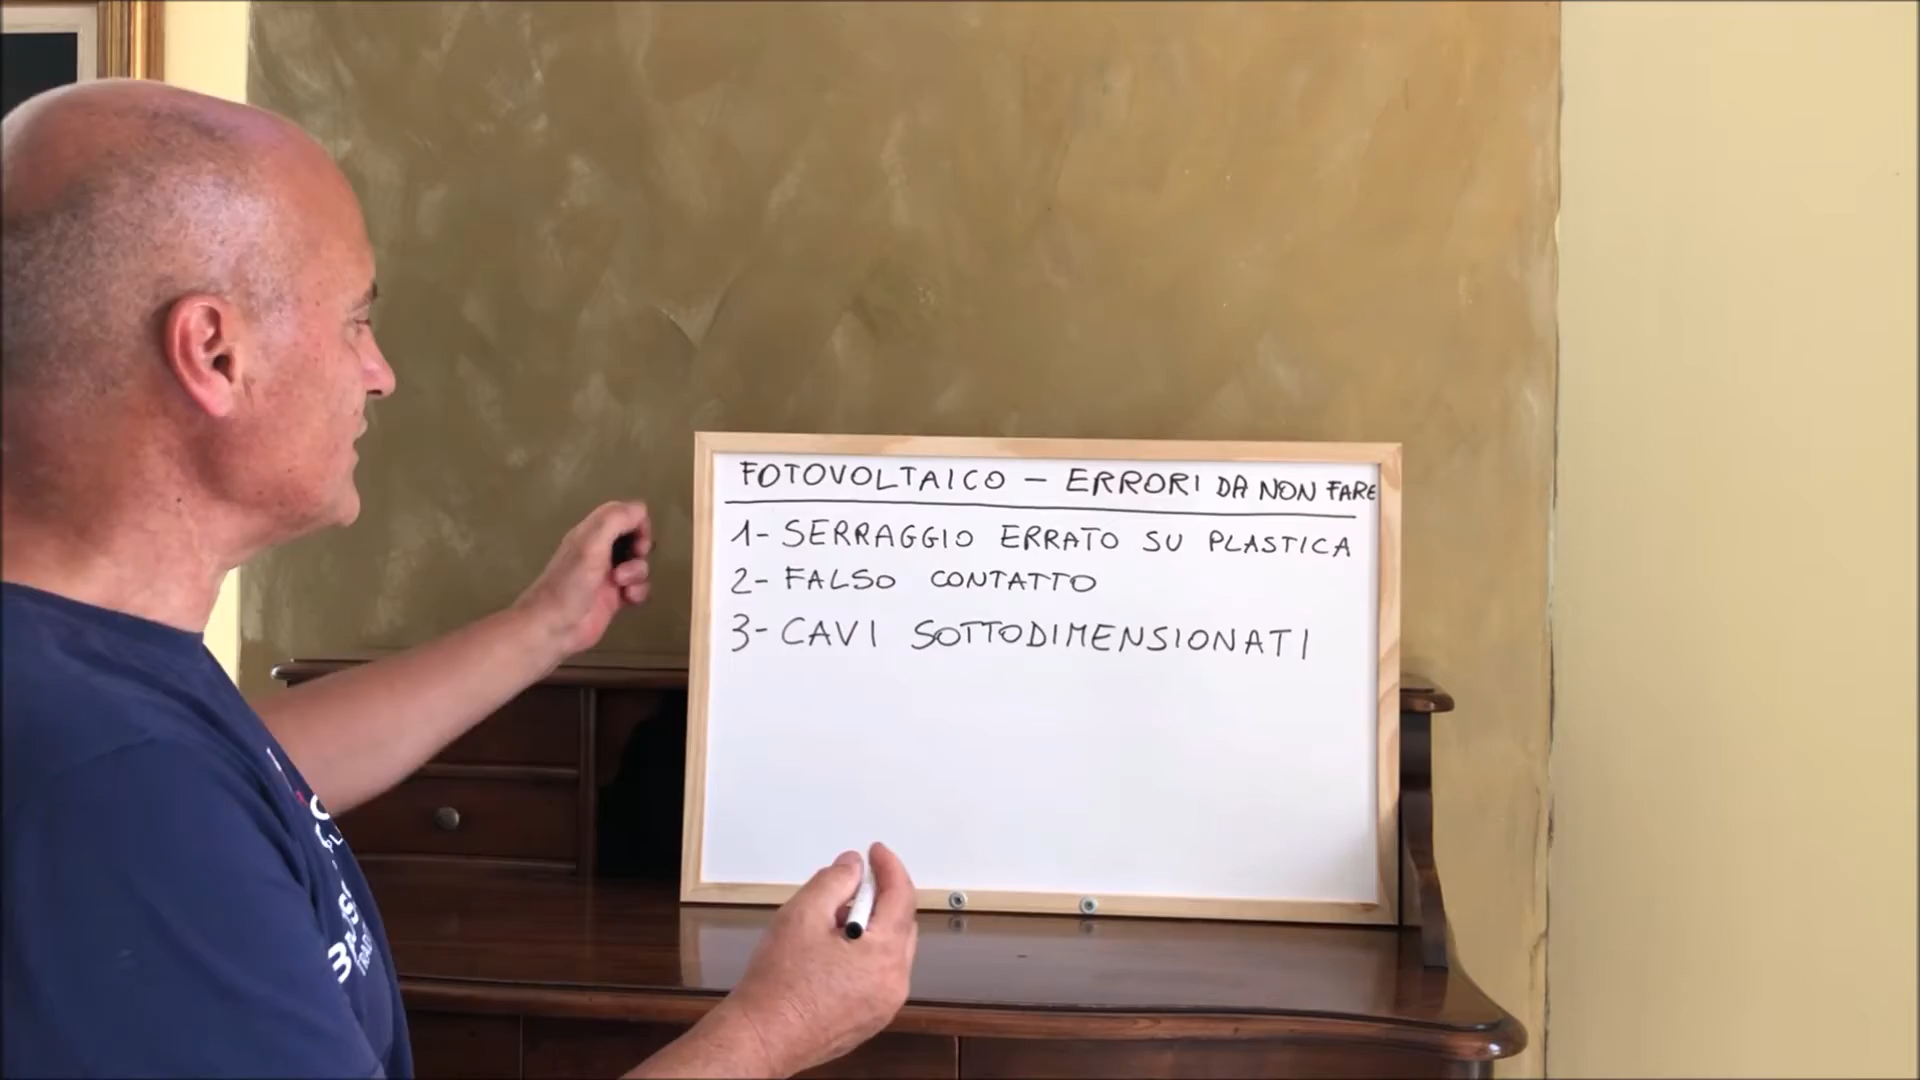 FOTOVOLTAICO - ERRORI DA NON FARE
1- SERRAGGIO ERRATO SU PLASTICA
2- FALSO CONTATTO
3- CAVI SOTTODIMENSIONATI